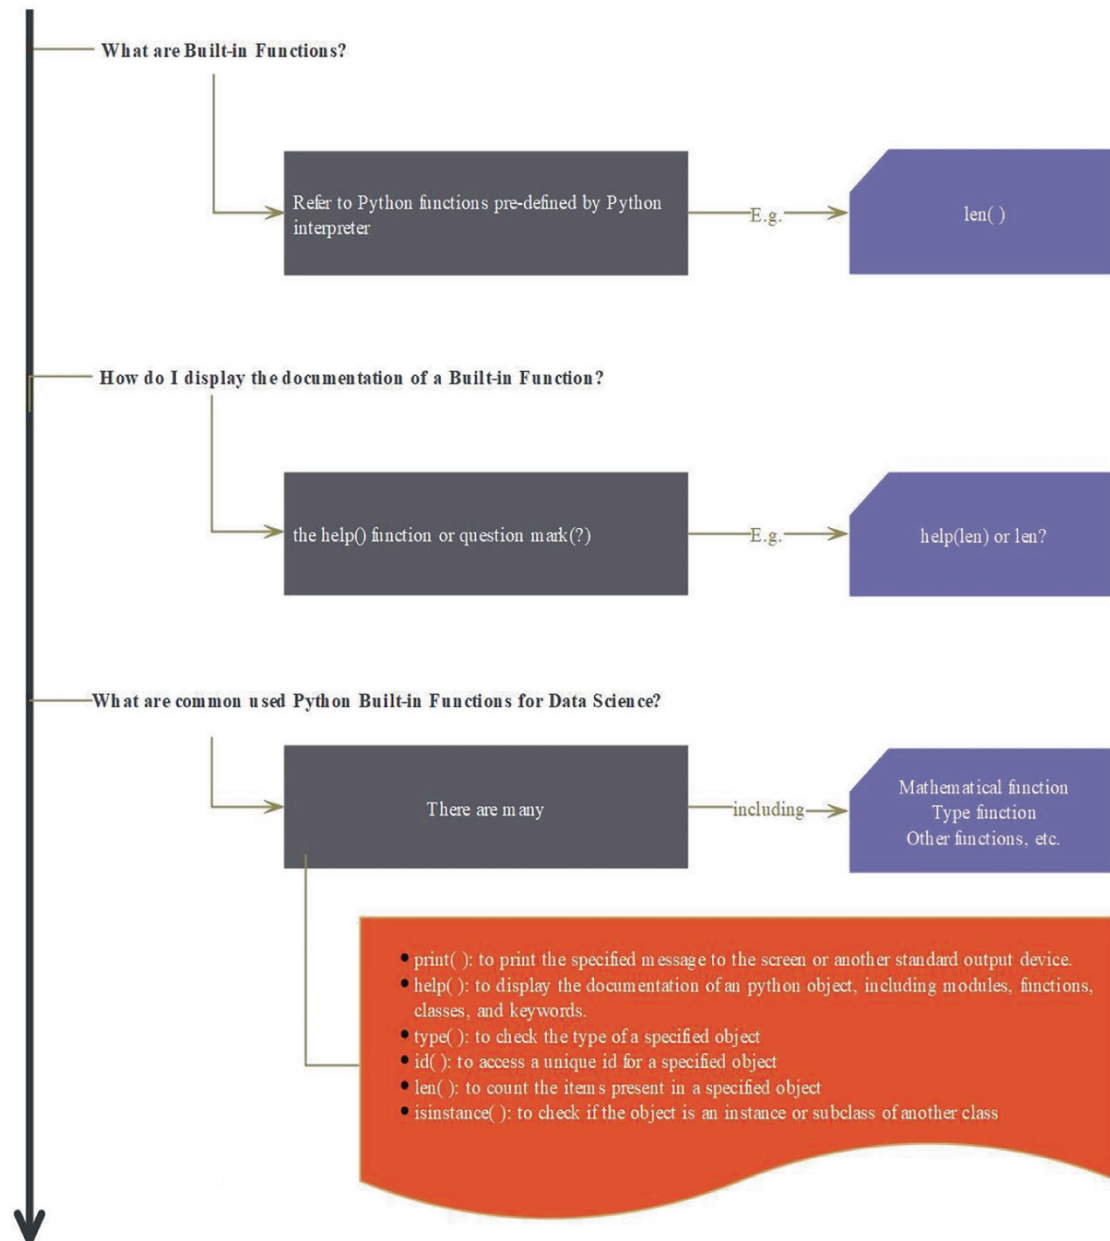 What are Built-in Functions?
Refer to Python functions pre-defined by Python
interpreter
E.g.
len( )
How do I display the documentation of a Built-in Function?
the help() function or question mark(?)
E.g.
help(len) or len?
What are common used Python Built-in Functions for Data Science?
There are many
including
Mathematical function
Type function
Other functions, etc.
• print( ): to print the specified message to the screen or another standard output device.
• help( ): to display the documentation of an python object, including modules, functions,
classes, and keywords.
• type( ): to check the type of a specified object
• id( ): to access a unique id for a specified object
• len( ): to count the items present in a specified object
• isinstance( ): to check if the object is an instance or subclass of another class